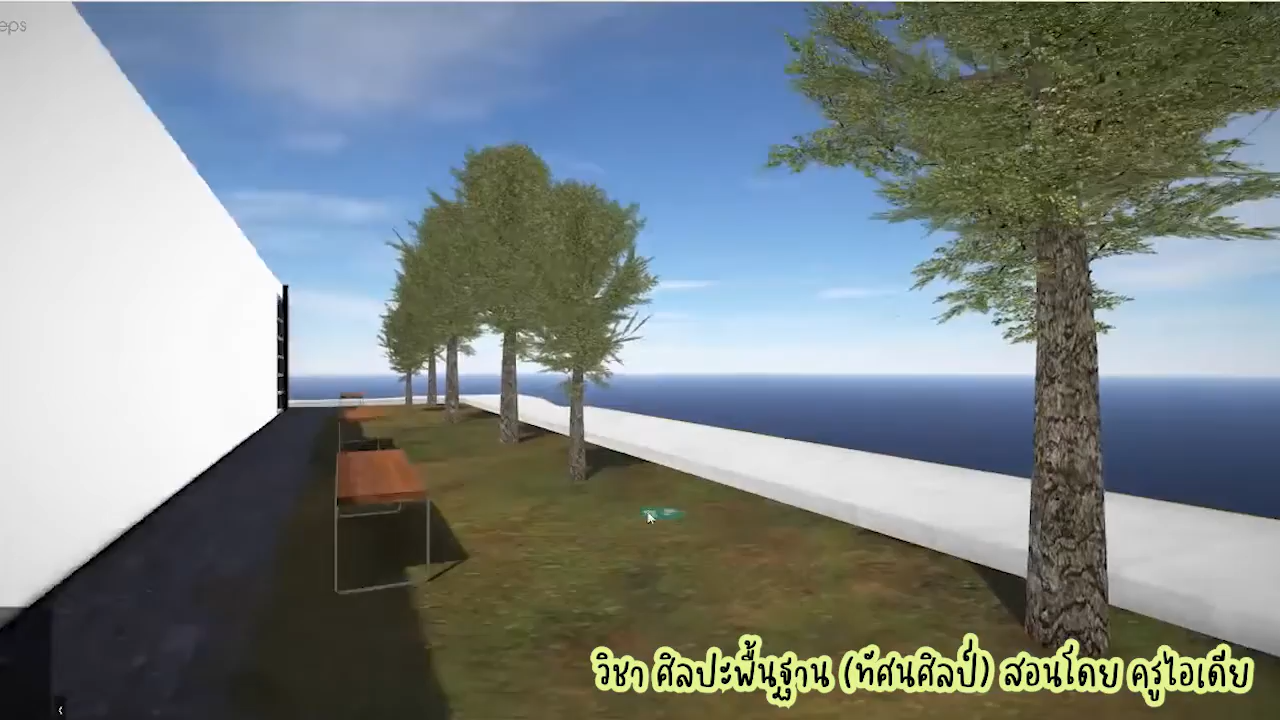 eps
วิชา ศิลปะพื้นฐาน (ทัศนศิลป์) สอนโดย ครูไอเดีย